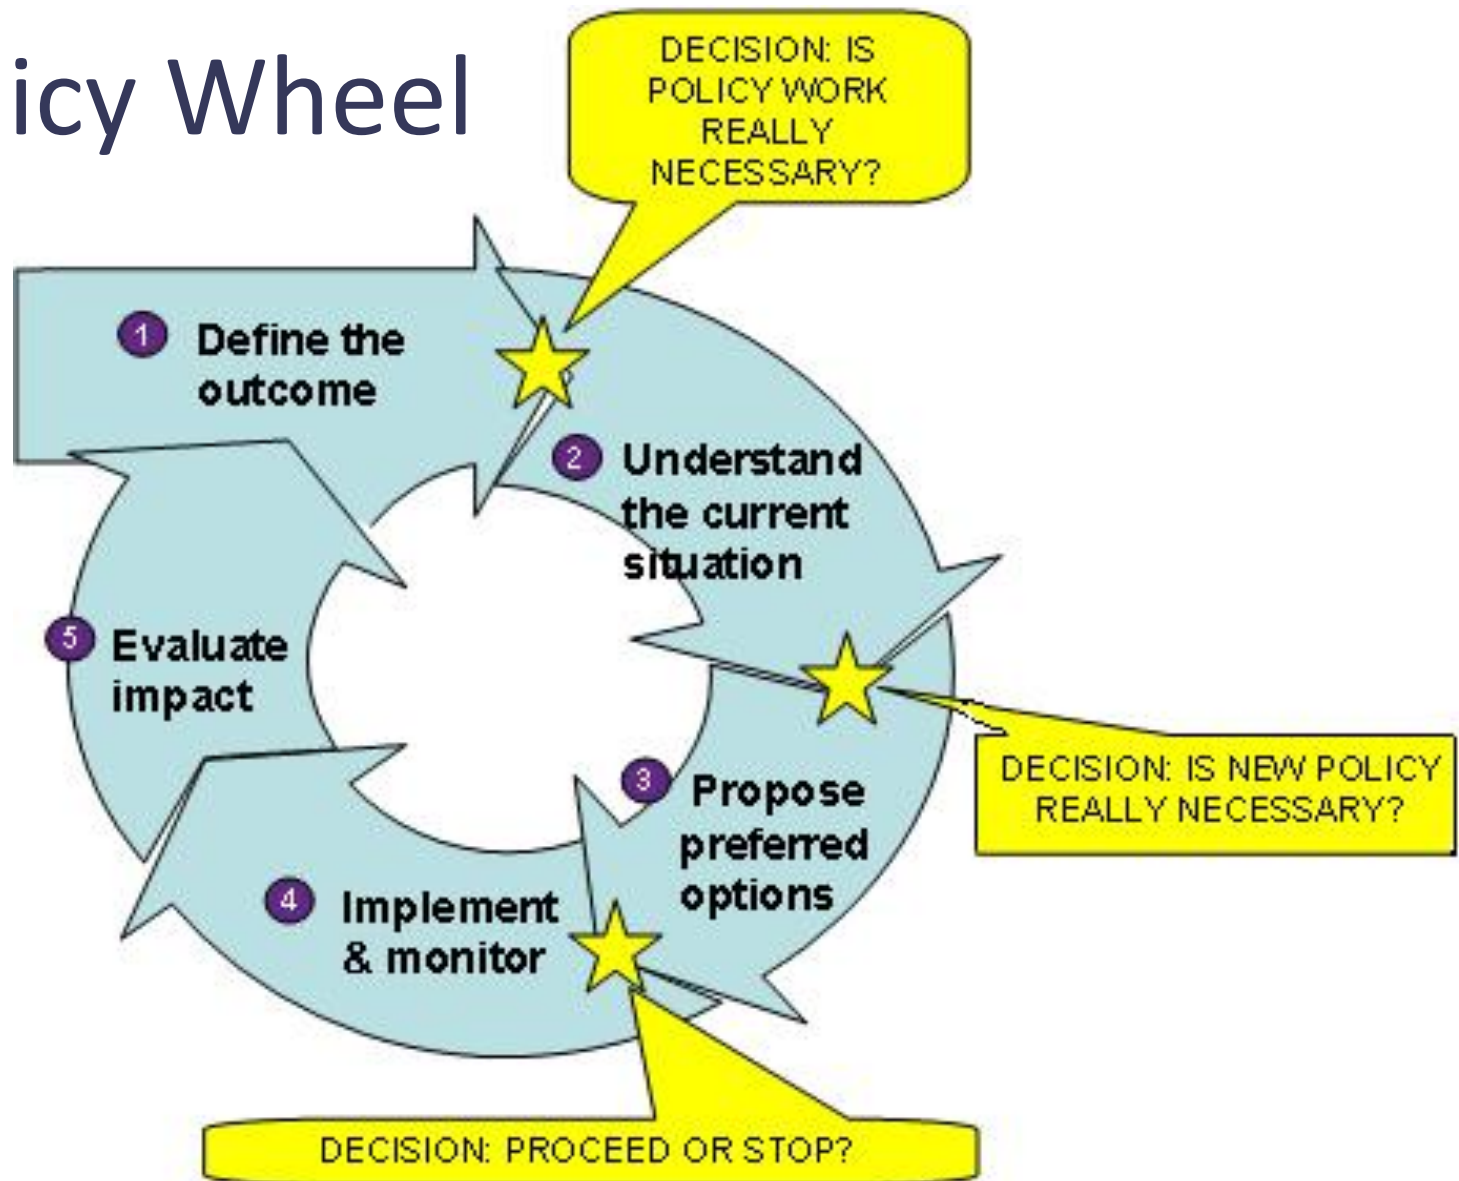 icy Wheel
DECISION: IS
POLICY WORK
REALLY
NECESSARY?
1 Define the
outcome
2 Understand
the current
situation
DECISION: IS NEW POLICY
REALLY NECESSARY?
3 Propose
preferred
options
DECISION: PROCEED OR STOP?
4 Implement
& monitor
5 Evaluate
impact